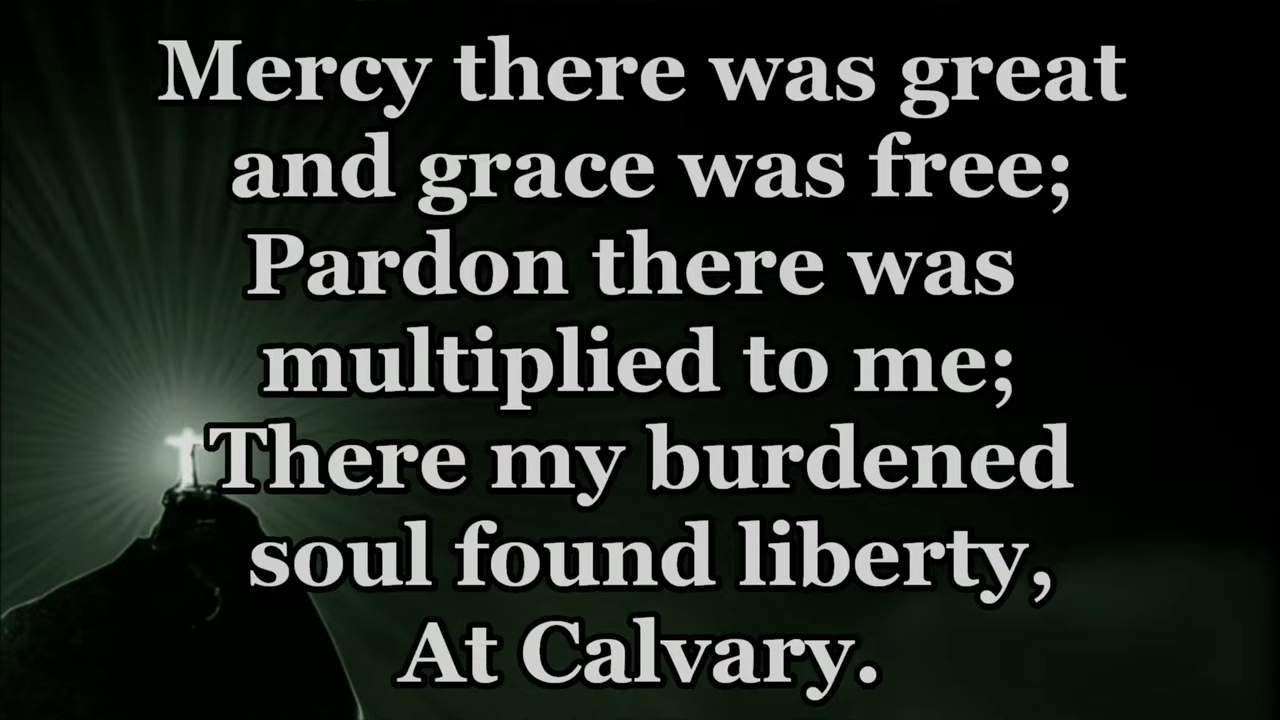 Mercy there was great
and grace was free;
Pardon there was
multiplied to me;
There my burdened
soul found liberty,
At Calvary.